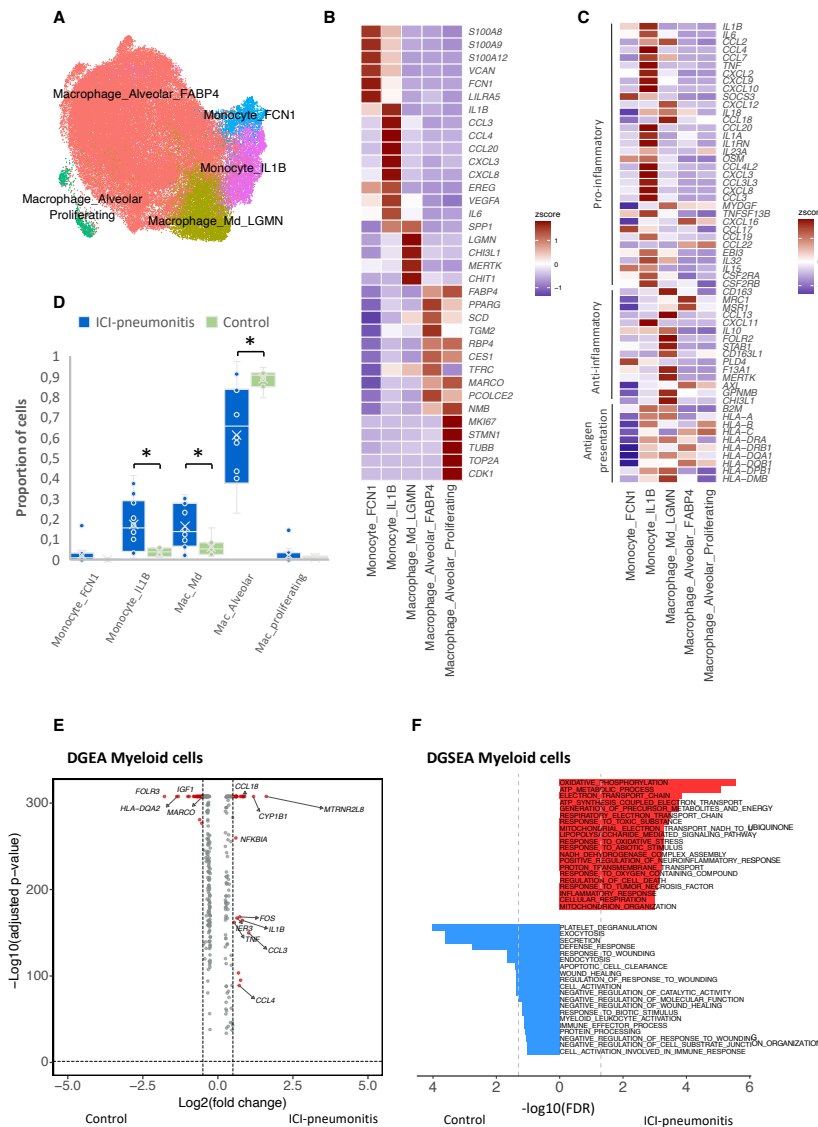 A
Macrophage_Alveolar_FABP4
Monocyte_FCN1
Monocyte_IL1B
Macrophage_Alveolar
Proliferating
Macrophage_Md_LGMN
B
S100A8
S100A9
S100A12
VCAN
FCN1
LILRA5
IL1B
CCL3
CCL4
CCL20
CXCL3
CXCL8
EREG
VEGFA
IL6
SPP1
LGMN
CHI3L1
MERTK
CHIT1
FABP4
PPARG
SCD
TGM2
RBP4
CES1
TFRC
MARCO
PCOLCE2
NMB
MKI67
STMN1
TUBB
TOP2A
CDK1
Monocyte_FCN1
Monocyte_IL1B
Macrophage_Md_LGMN
Macrophage_Alveolar_FABP4
Macrophage_Alveolar_Proliferating
zscore
1
0
−1
C
Pro-inflammatory
Anti-inflammatory
Antigen
presentation
IL1B
IL6
CCL2
CCL4
CCL7
TNF
CXCL2
CXCL9
CXCL10
SOCS3
CXCL12
IL18
CCL18
CCL20
IL1A
IL1RN
IL23A
OSM
CCL4L2
CXCL3
CCL3L3
CXCL8
CCL3
MYDGF
TNFSF13B
CXCL16
CCL17
CCL19
CCL22
EBI3
IL32
IL15
CSF2RA
CSF2RB
CD163
MRC1
MSR1
CCL13
CXCL11
IL10
FOLR2
STAB1
CD163L1
PLD4
F13A1
MERTK
AXL
GPNMB
CHI3L1
B2M
HLA−A
HLA−B
HLA−C
HLA−DRA
HLA−DRB1
HLA−DQA1
HLA−DQB1
HLA−DPB1
HLA−DMB
Monocyte_FCN1
Monocyte_IL1B
Macrophage_Md_LGMN
Macrophage_Alveolar_FABP4
Macrophage_Alveolar_Proliferating
zscore
D
ICI-pneumonitis
Control
Proportion of cells
1
0,9
0,8
0,7
0,6
0,5
0,4
0,3
0,2
0,1
0
*
*
*
Monocyte_FCN1
Monocyte_IL1B
Mac_Md
Mac_Alveolar
Mac_proliferating
E
DGEA Myeloid cells
−Log10(adjusted p−value)
300
200
100
0
FOLR3
IGF1
CCL18
HLA−DQA2
MARCO
CYP1B1
MTRNR2L8
NFKBIA
FOS
IER3
IL1B
TNF
CCL3
CCL4
−5.0
−2.5
0.0
2.5
5.0
Log2(fold change)
Control
ICI-pneumonitis
F
DGSEA Myeloid cells
OXIDATIVE_PHOSPHORYLATION
ATP_METABOLIC_PROCESS
ELECTRON_TRANSPORT_CHAIN
ATP_SYNTHESIS_COUPLED_ELECTRON_TRANSPORT
GENERATION_OF_PRECURSOR_METABOLITES_AND_ENERGY
RESPIRATORY_ELECTRON_TRANSPORT_CHAIN
RESPONSE_TO_TOXIC_SUBSTANCE
MITOCHONDRIAL_ELECTRON_TRANSPORT_NADH_TO_UBIQUINONE
LIPOPOLYSACCHARIDE_MEDIATED_SIGNALING_PATHWAY
RESPONSE_TO_OXIDATIVE_STRESS
RESPONSE_TO_ABIOTIC_STIMULUS
NADH_DEHYDROGENASE_COMPLEX_ASSEMBLY
POSITIVE_REGULATION_OF_NEUROINFLAMMATORY_RESPONSE
PROTON_TRANSMEMBRANE_TRANSPORT
RESPONSE_TO_OXYGEN_CONTAINING_COMPOUND
REGULATION_OF_CELL_DEATH
RESPONSE_TO_TUMOR_NECROSIS_FACTOR
INFLAMMATORY_RESPONSE
CELLULAR_RESPIRATION
MITOCHONDRION_ORGANIZATION
PLATELET_DEGRANULATION
EXOCYTOSIS
SECRETION
DEFENSE_RESPONSE
RESPONSE_TO_WOUNDING
ENDOCYTOSIS
APOPTOTIC_CELL_CLEARANCE
WOUND_HEALING
REGULATION_OF_RESPONSE_TO_WOUNDING
CELL_ACTIVATION
NEGATIVE_REGULATION_OF_CATALYTIC_ACTIVITY
NEGATIVE_REGULATION_OF_MOLECULAR_FUNCTION
NEGATIVE_REGULATION_OF_WOUND_HEALING
RESPONSE_TO_BIOTIC_STIMULUS
MYELOID_LEUKOCYTE_ACTIVATION
IMMUNE_EFFECTOR_PROCESS
PROTEIN_PROCESSING
NEGATIVE_REGULATION_OF_RESPONSE_TO_WOUNDING
NEGATIVE_REGULATION_OF_CELL_SUBSTRATE_JUNCTION_ORGANIZATION
CELL_ACTIVATION_INVOLVED_IN_IMMUNE_RESPONSE
4
2
0
2
4
6
Control
-log10(FDR)
ICI-pneumonitis